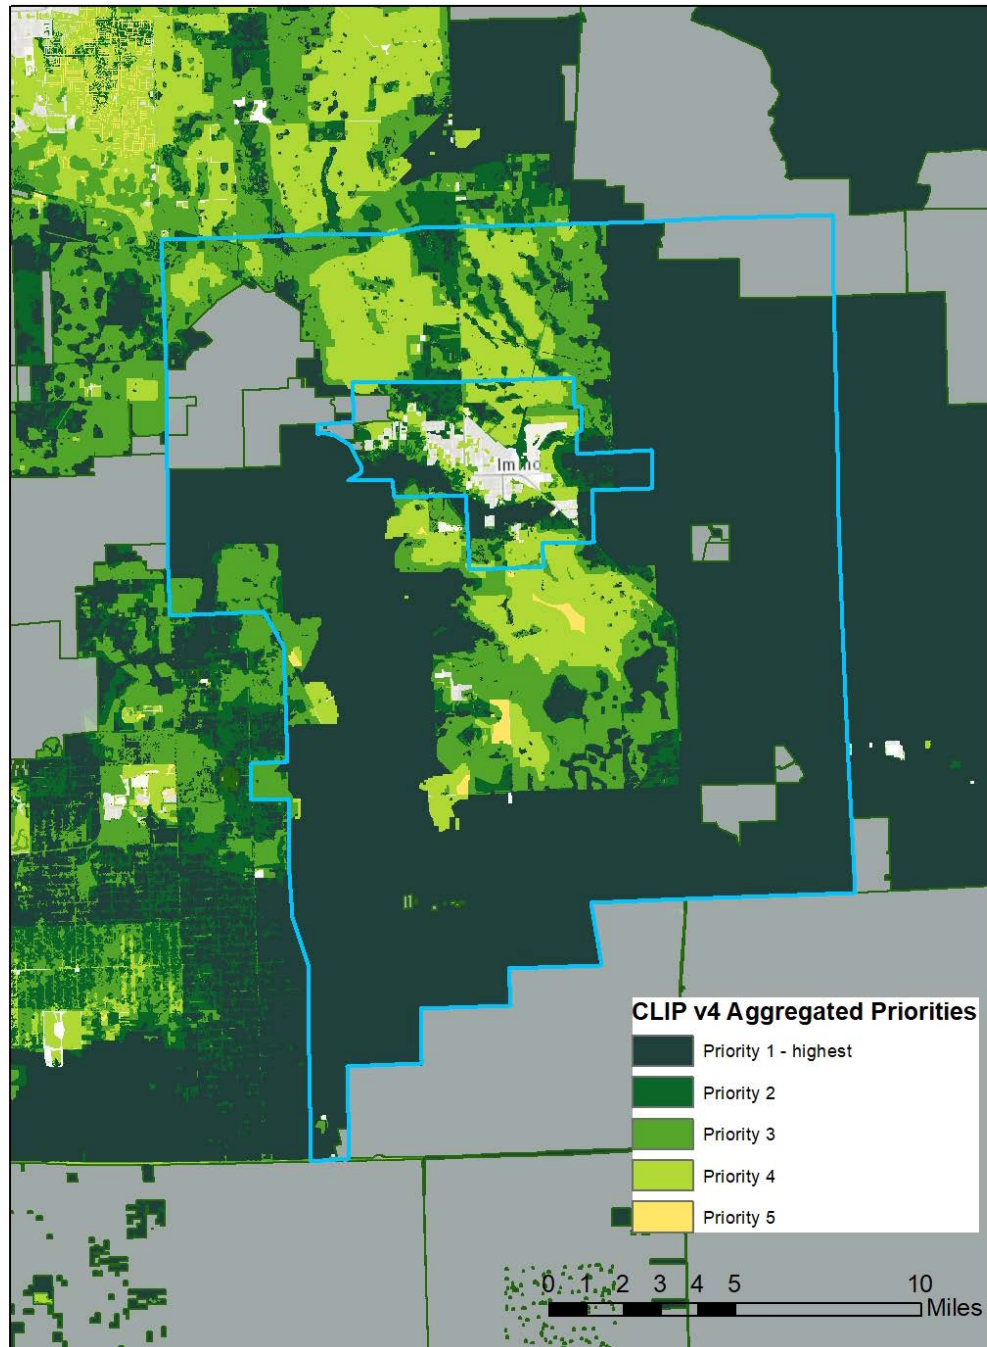 Immo
CLIP v4 Aggregated Priorities
Priority 1 - highest
Priority 2
Priority 3
Priority 4
Priority 5
0 1 2 3 4 5 10
Miles